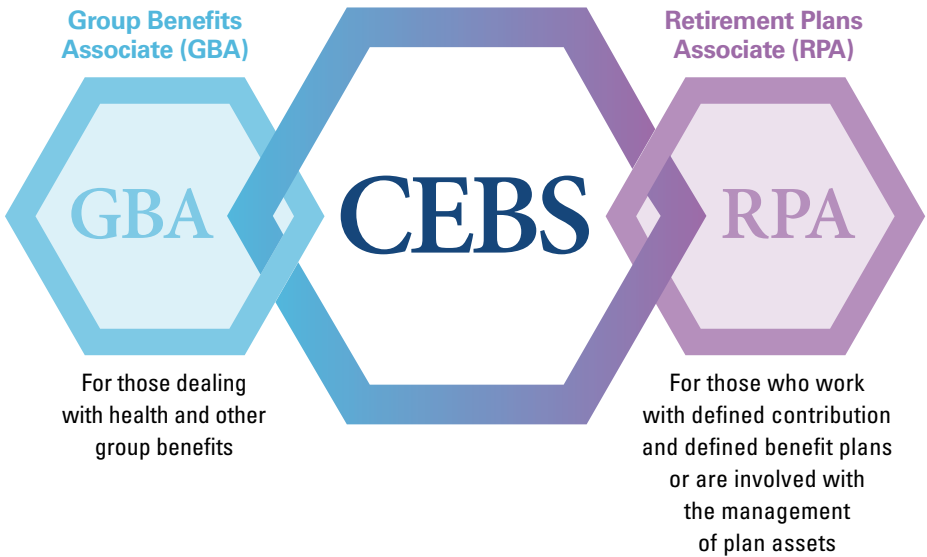 Group Benefits
Associate (GBA)
GBA
For those dealing
with health and other
group benefits
CEBS
Retirement Plans
Associate (RPA)
RPA
For those who work
with defined contribution
and defined benefit plans
or are involved with
the management
of plan assets